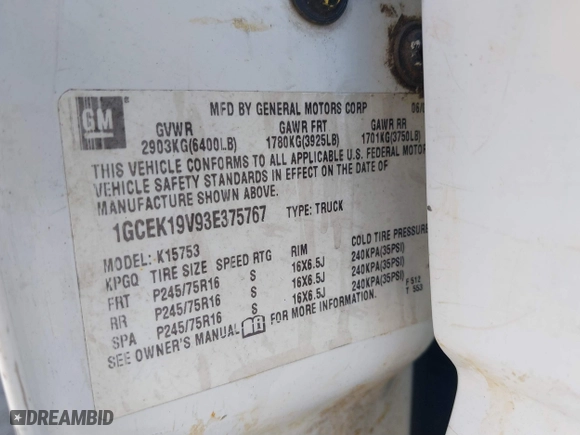 GM
MFD BY GENERAL MOTORS CORP
GVWR GAWR FRT GAWR RR
2903KG(6400LB) 1780KG(3925LB) 1701KG(3750LB)
THIS VEHICLE CONFORMS TO ALL APPLICABLE U.S. FEDERAL MOTOR
VEHICLE SAFETY STANDARDS IN EFFECT ON THE DATE OF
MANUFACTURE SHOWN ABOVE.
1GCEK19V93E375767 TYPE: TRUCK
MODEL: K15753
KPGQ TIRE SIZE SPEED RTG RIM COLD TIRE PRESSURE
FRT P245/75R16 S 16X6.5J 240KPA(35PSI)
RR P245/75R16 S 16X6.5J 240KPA(35PSI)
SPA P245/75R16 S 16X6.5J 240KPA(35PSI)
F 512
T 553
SEE OWNER'S MANUAL FOR MORE INFORMATION.
DREAMBID